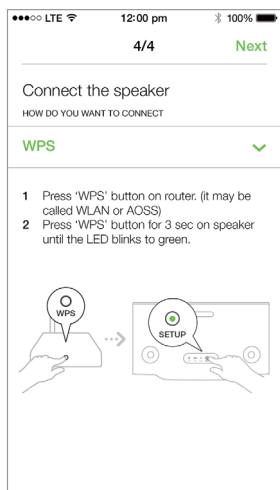 LTE 12:00 pm 100%
4/4 Next
Connect the speaker
HOW DO YOU WANT TO CONNECT
WPS
1 Press 'WPS' button on router. (it may be
called WLAN or AOSS)
2 Press 'WPS' button for 3 sec on speaker
until the LED blinks to green.
WPS
SETUP